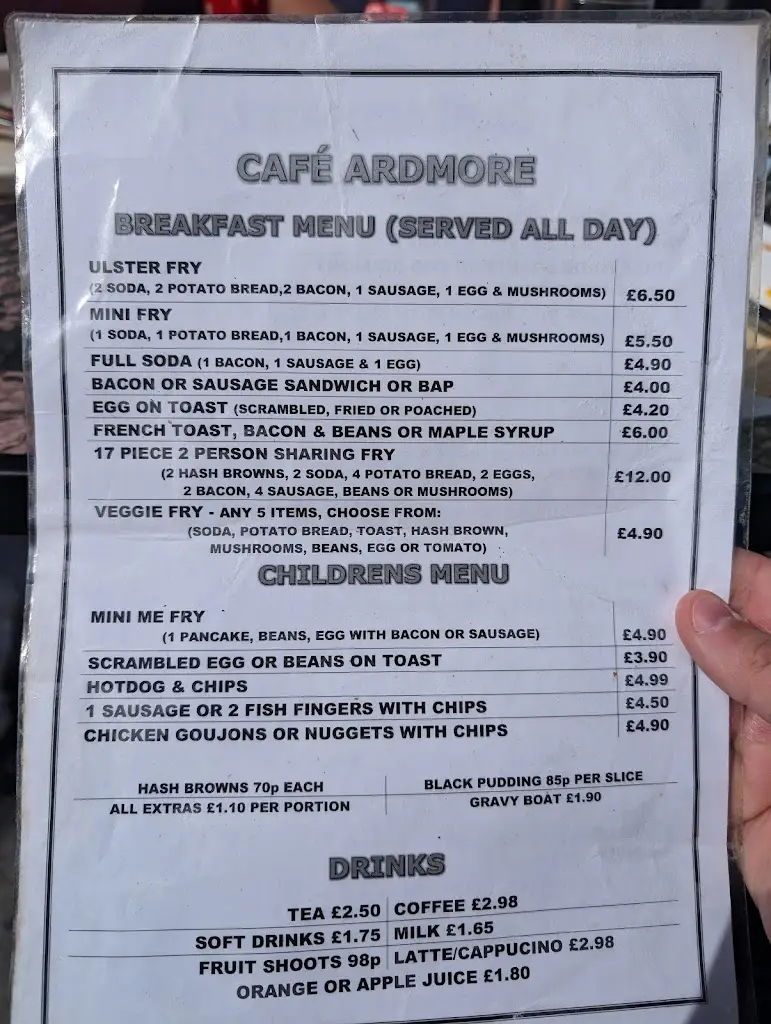 CAFÉ ARDMORE
BREAKFAST MENU (SERVED ALL DAY)
ULSTER FRY
(2 SODA, 2 POTATO BREAD,2 BACON, 1 SAUSAGE, 1 EGG & MUSHROOMS) £6.50
MINI FRY
(1 SODA, 1 POTATO BREAD,1 BACON, 1 SAUSAGE, 1 EGG & MUSHROOMS) £5.50
FULL SODA (1 BACON, 1 SAUSAGE & 1 EGG) £4.90
BACON OR SAUSAGE SANDWICH OR BAP £4.00
EGG ON TOAST (SCRAMBLED, FRIED OR POACHED) £4.20
FRENCH TOAST, BACON & BEANS OR MAPLE SYRUP £6.00
17 PIECE 2 PERSON SHARING FRY
(2 HASH BROWNS, 2 SODA, 4 POTATO BREAD, 2 EGGS, £12.00
2 BACON, 4 SAUSAGE, BEANS OR MUSHROOMS)
VEGGIE FRY - ANY 5 ITEMS, CHOOSE FROM:
(SODA, POTATO BREAD, TOAST, HASH BROWN, £4.90
MUSHROOMS, BEANS, EGG OR TOMATO)
CHILDRENS MENU
MINI ME FRY
(1 PANCAKE, BEANS, EGG WITH BACON OR SAUSAGE) £4.90
SCRAMBLED EGG OR BEANS ON TOAST £3.90
HOTDOG & CHIPS £4.99
1 SAUSAGE OR 2 FISH FINGERS WITH CHIPS £4.50
CHICKEN GOUJONS OR NUGGETS WITH CHIPS £4.90
HASH BROWNS 70p EACH BLACK PUDDING 85p PER SLICE
ALL EXTRAS £1.10 PER PORTION GRAVY BOAT £1.90
DRINKS
TEA £2.50 COFFEE £2.98
SOFT DRINKS £1.75 MILK £1.65
FRUIT SHOOTS 98p LATTE/CAPPUCINO £2.98
ORANGE OR APPLE JUICE £1.80